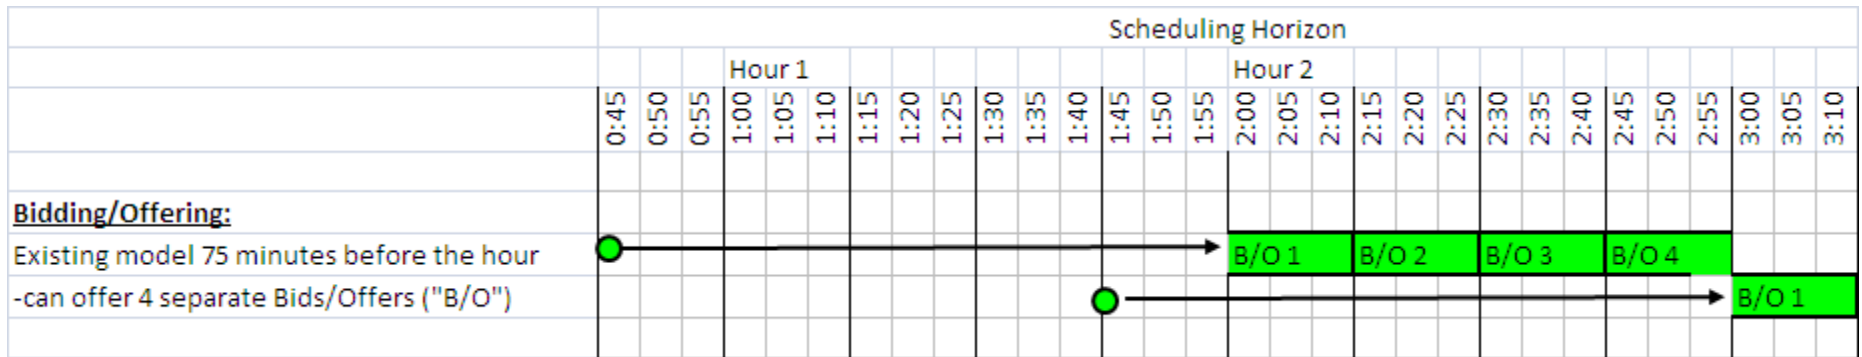 Scheduling Horizon
Hour 1 Hour 2
0:45 0:50 0:55 1:00 1:05 1:10 1:15 1:20 1:25 1:30 1:35 1:40 1:45 1:50 1:55 2:00 2:05 2:10 2:15 2:20 2:25 2:30 2:35 2:40 2:45 2:50 2:55 3:00 3:05 3:10
Bidding/Offering:
Existing model 75 minutes before the hour B/O 1 B/O 2 B/O 3 B/O 4
-can offer 4 separate Bids/Offers ("B/O") B/O 1